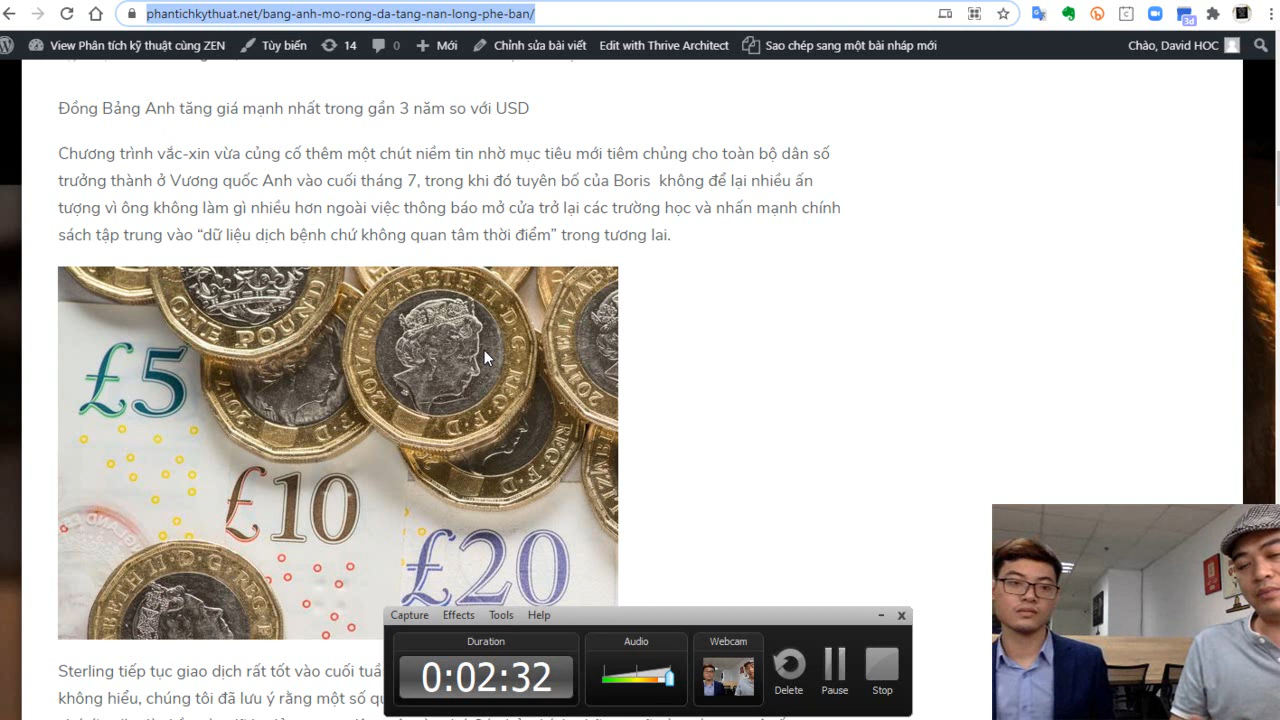 phantichkythuat.net/bang-anh-mo-rong-da-tang-nan-long-phe-ban/
3d
View Phân tích kỹ thuật cùng ZEN Tùy biến 14 0 Mới Chỉnh sửa bài viết Edit with Thrive Architect Sao chép sang một bài nháp mới Chào, David HOC
Đồng Bảng Anh tăng giá mạnh nhất trong gần 3 năm so với USD
Chương trình vắc-xin vừa củng cố thêm một chút niềm tin nhờ mục tiêu mới tiêm chủng cho toàn bộ dân số
trưởng thành ở Vương quốc Anh vào cuối tháng 7, trong khi đó tuyên bố của Boris không để lại nhiều ấn
tượng vì ông không làm gì nhiều hơn ngoài việc thông báo mở cửa trở lại các trường học và nhấn mạnh chính
sách tập trung vào “dữ liệu dịch bệnh chứ không quan tâm thời điểm” trong tương lai.
ONE POUND
ELIZABETH II·D·G·REG·F·D·2017
£5
£10
£20
Capture Effects Tools Help
Duration Audio Webcam
0:02:32
Delete Pause Stop
Sterling tiếp tục giao dịch rất tốt vào cuối tuầ
không hiểu, chúng tôi đã lưu ý rằng một số qu